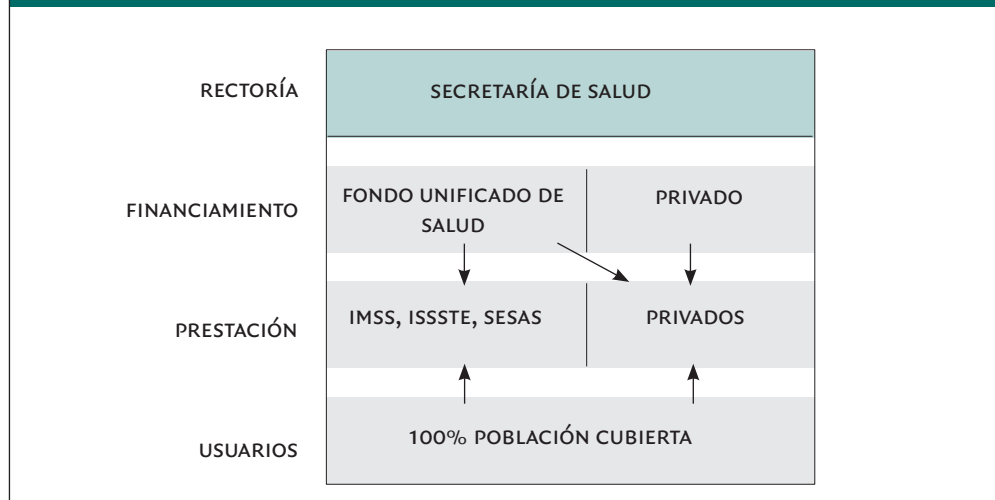 RECTORÍA
SECRETARÍA DE SALUD
FINANCIAMIENTO
FONDO UNIFICADO DE
SALUD
PRIVADO
PRESTACIÓN
IMSS, ISSSTE, SESAS
PRIVADOS
USUARIOS
100% POBLACIÓN CUBIERTA